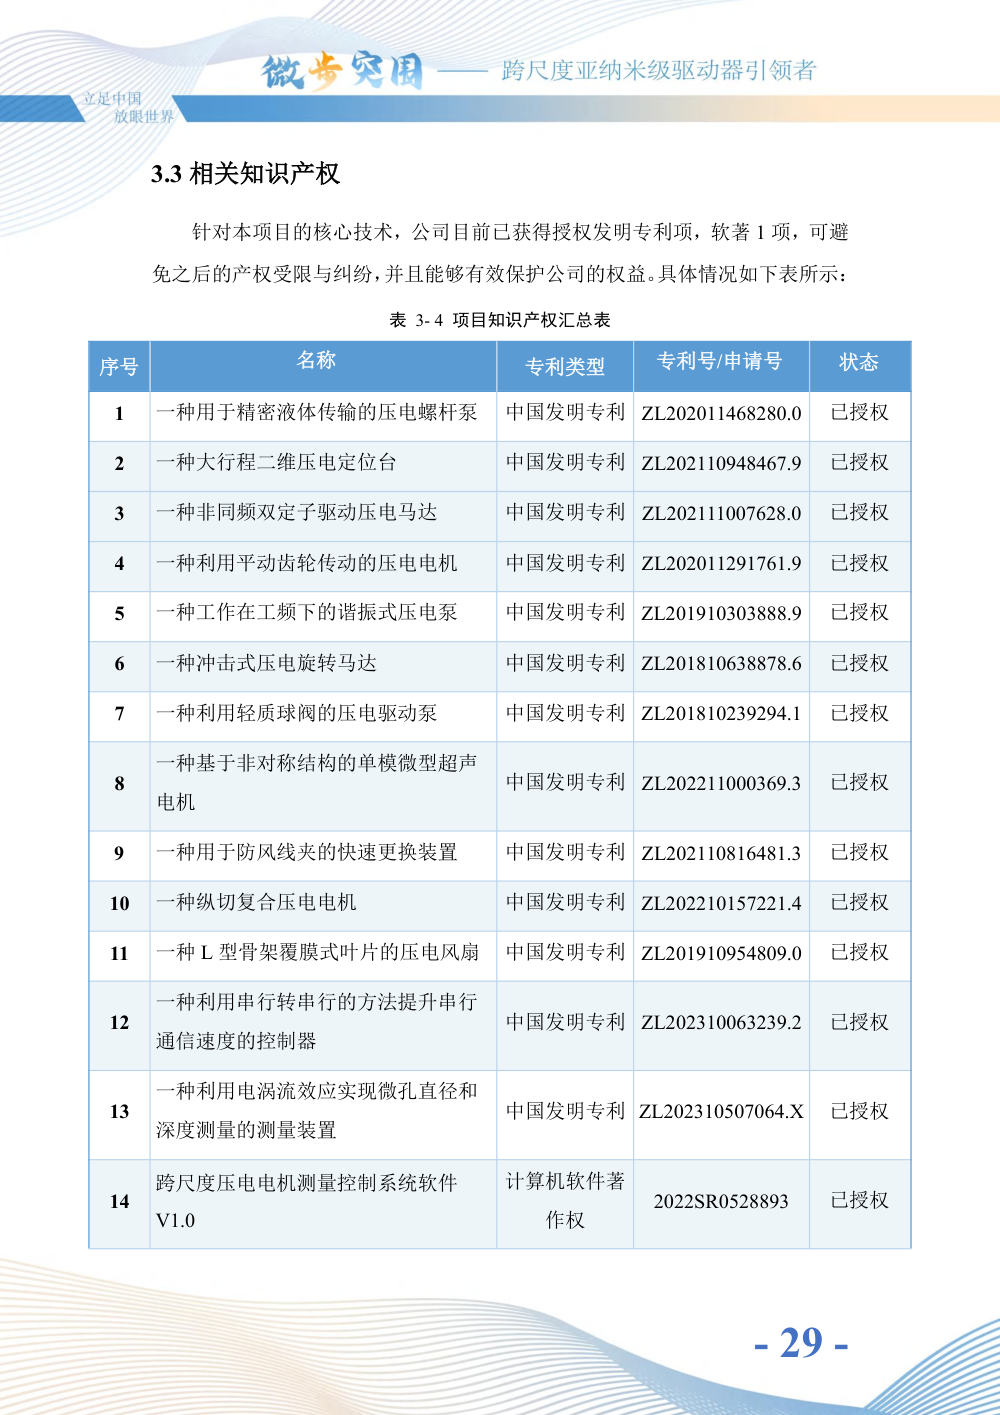 微步突围 —— 跨尺度亚纳米级驱动器引领者
立足中国
放眼世界
3.3 相关知识产权
针对本项目的核心技术，公司目前已获得授权发明专利项，软著 1 项，可避
免之后的产权受限与纠纷，并且能够有效保护公司的权益。具体情况如下表所示：
表 3- 4 项目知识产权汇总表
序号 名称 专利类型 专利号/申请号 状态
1 一种用于精密液体传输的压电螺杆泵 中国发明专利 ZL202011468280.0 已授权
2 一种大行程二维压电定位台 中国发明专利 ZL202110948467.9 已授权
3 一种非同频双定子驱动压电马达 中国发明专利 ZL202111007628.0 已授权
4 一种利用平动齿轮传动的压电电机 中国发明专利 ZL202011291761.9 已授权
5 一种工作在工频下的谐振式压电泵 中国发明专利 ZL201910303888.9 已授权
6 一种冲击式压电旋转马达 中国发明专利 ZL201810638878.6 已授权
7 一种利用轻质球阀的压电驱动泵 中国发明专利 ZL201810239294.1 已授权
8 一种基于非对称结构的单模微型超声
电机 中国发明专利 ZL202211000369.3 已授权
9 一种用于防风线夹的快速更换装置 中国发明专利 ZL202110816481.3 已授权
10 一种纵切复合压电电机 中国发明专利 ZL202210157221.4 已授权
11 一种 L 型骨架覆膜式叶片的压电风扇 中国发明专利 ZL201910954809.0 已授权
12 一种利用串行转串行的方法提升串行
通信速度的控制器 中国发明专利 ZL202310063239.2 已授权
13 一种利用电涡流效应实现微孔直径和
深度测量的测量装置 中国发明专利 ZL202310507064.X 已授权
14 跨尺度压电电机测量控制系统软件
V1.0 计算机软件著
作权 2022SR0528893 已授权
- 29 -